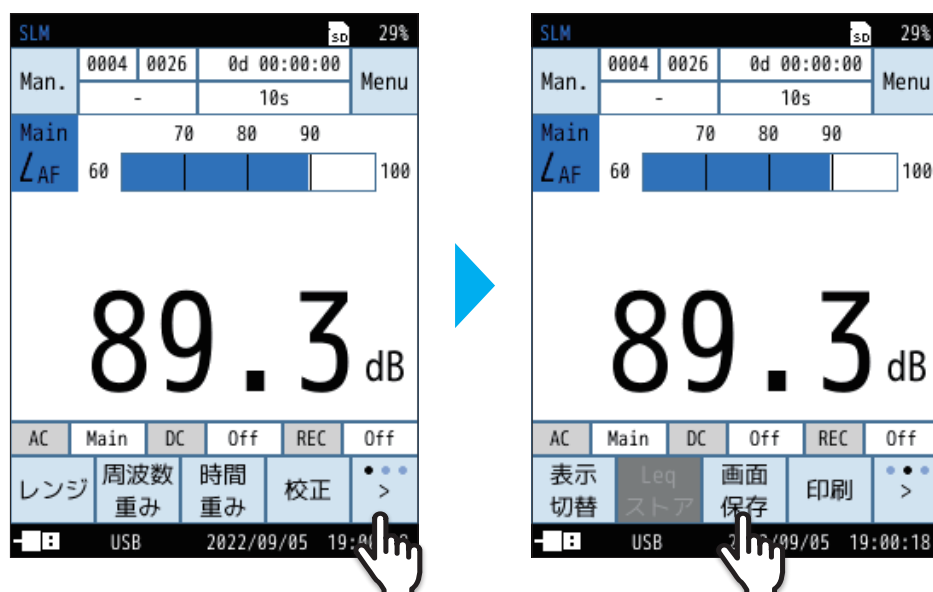 SLM SD 29%
Man. 0004 0026 0d 00:00:00 Menu
- 10s
Main 70 80 90
LAF 60 100
89.3 dB
AC Main DC Off REC Off
レンジ 周波数 時間 校正 >
重み 重み
USB 2022/09/05 19:
SLM SD 29%
Man. 0004 0026 0d 00:00:00 Menu
- 10s
Main 70 80 90
LAF 60 100
89.3 dB
AC Main DC Off REC Off
表示 Leq 画面 印刷 >
切替 ストア 保存
USB /09/05 19:00:18